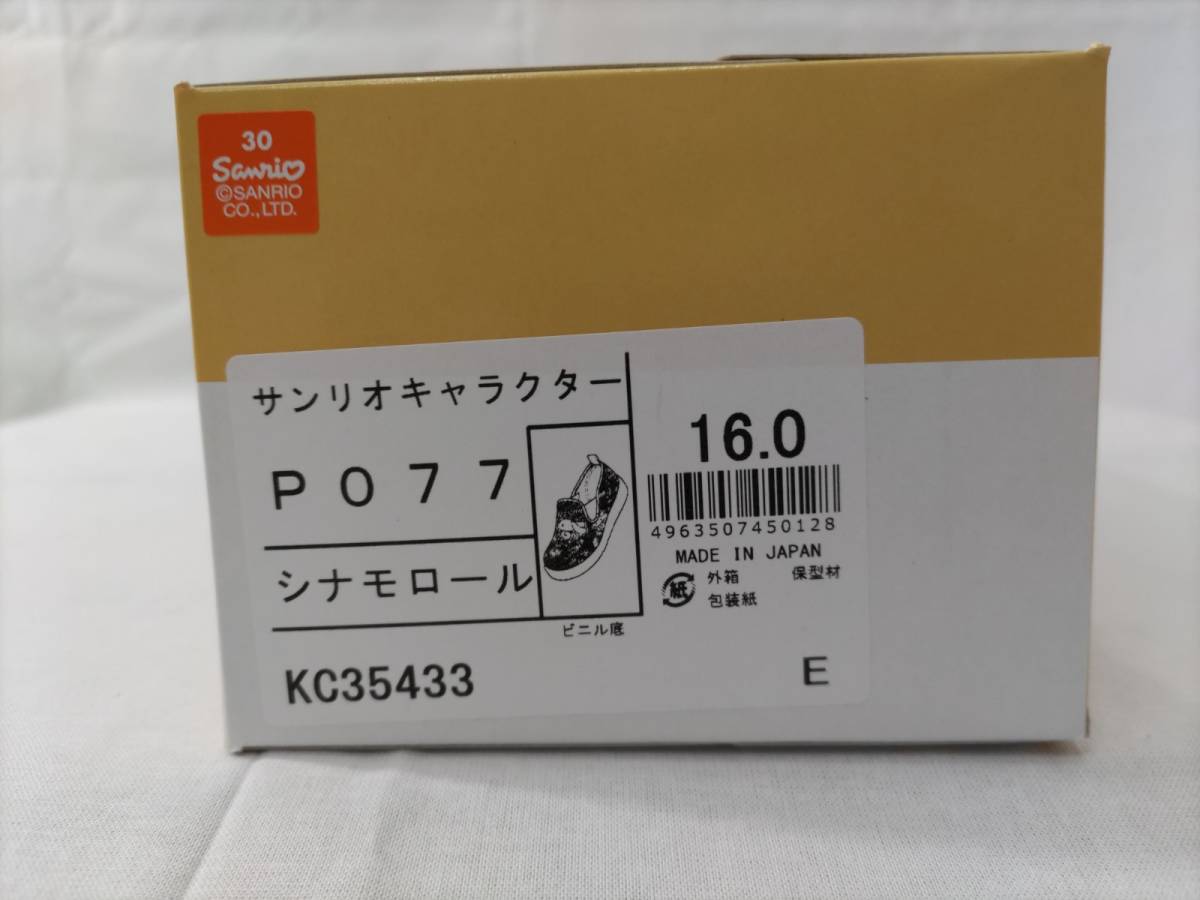 30
Sanrio
©SANRIO
CO.,LTD.
サンリオキャラクター
P077
シナモロール
ビニル底
KC35433
16.0
4963507450128
MADE IN JAPAN
紙 外箱 保型材
包装紙
E